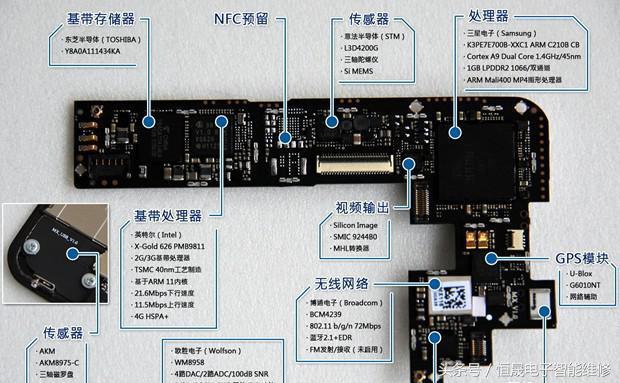 基带存储器
东芝半导体 (TOSHIBA)
Y8A0A111434KA
NFC预留
传感器
意法半导体 (STM)
L3D4200G
三轴陀螺仪
Si MEMS
处理器
三星电子 (Samsung)
K3PE7E700B-XXC1 ARM C210B CB
Cortex A9 Dual Core 1.4GHz/45nm
1GB LPDDR2 1066/双通道
ARM Mali400 MP4图形处理器
基带处理器
英特尔 (Intel)
X-Gold 626 PMB9811
2G/3G基带处理器
TSMC 40nm工艺制造
基于ARM 11内核
21.6Mbps下行速度
11.5Mbps上行速度
4G HSPA+
视频输出
Silicon Image
SMIC 9244B0
MHL转换器
GPS模块
U-Blox
G6010NT
网络辅助
无线网络
博通电子 (Broadcom)
BCM4239
802.11 b/g/n 72Mbps
蓝牙2.1+EDR
FM发射/接收 (未启用)
MX_USB_V1.0
传感器
AKM
AKM8975-C
三轴磁罗盘
欧胜电子 (Wolfson)
WM8958
4路DAC/2路ADC/100dB SNR
头条号 / 恒晟电子智能维修